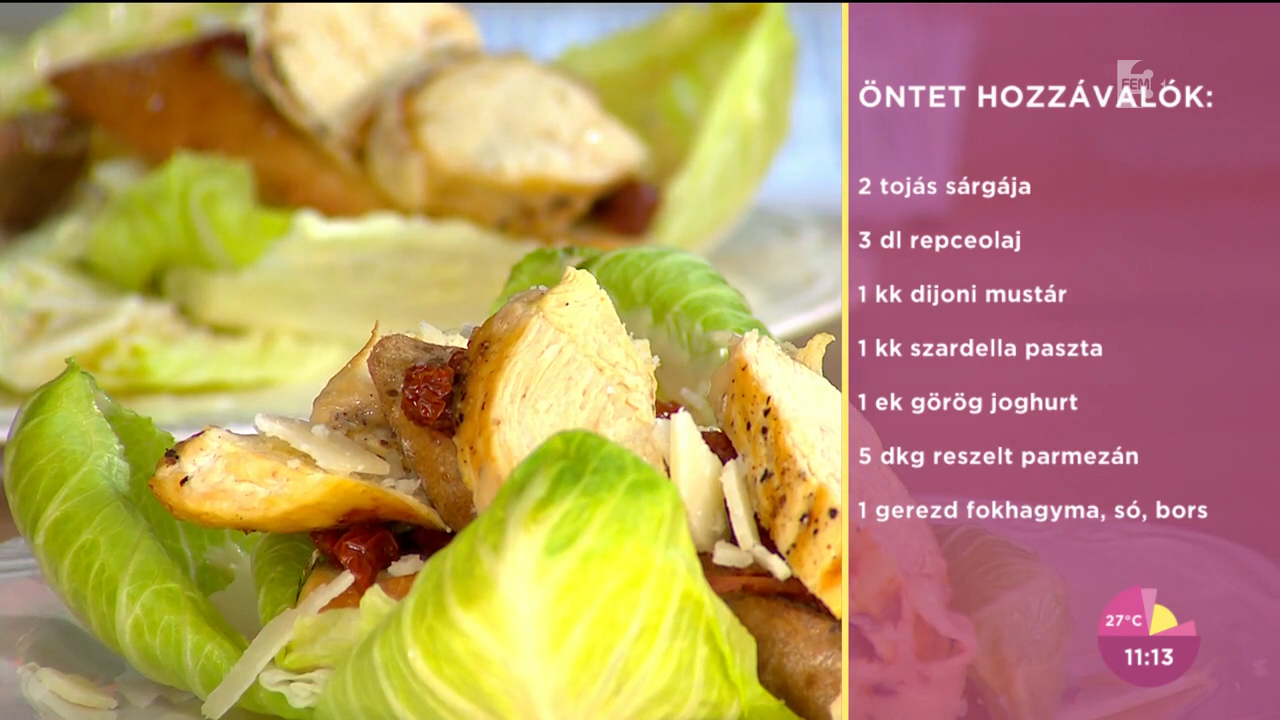 FEM
ÖNTET HOZZÁVALÓK:
2 tojás sárgája
3 dl repceolaj
1 kk dijoni mustár
1 kk szardella paszta
1 ek görög joghurt
5 dkg reszelt parmezán
1 gerezd fokhagyma, só, bors
27°C
11:13